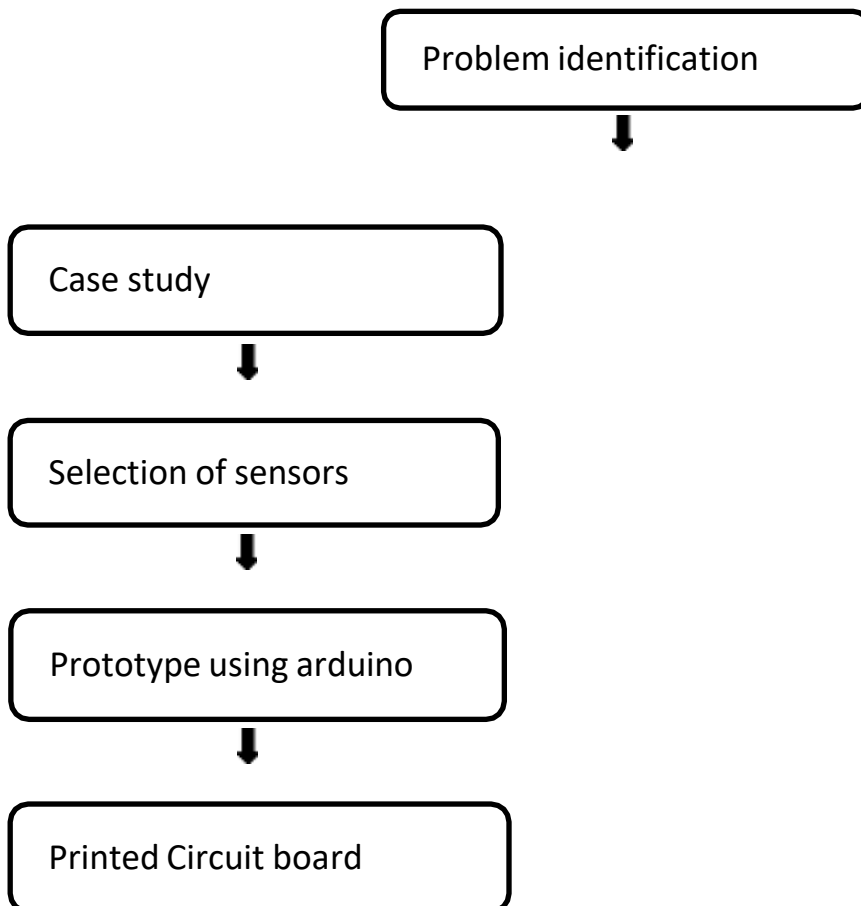 Problem identification
Case study
Selection of sensors
Prototype using arduino
Printed Circuit board